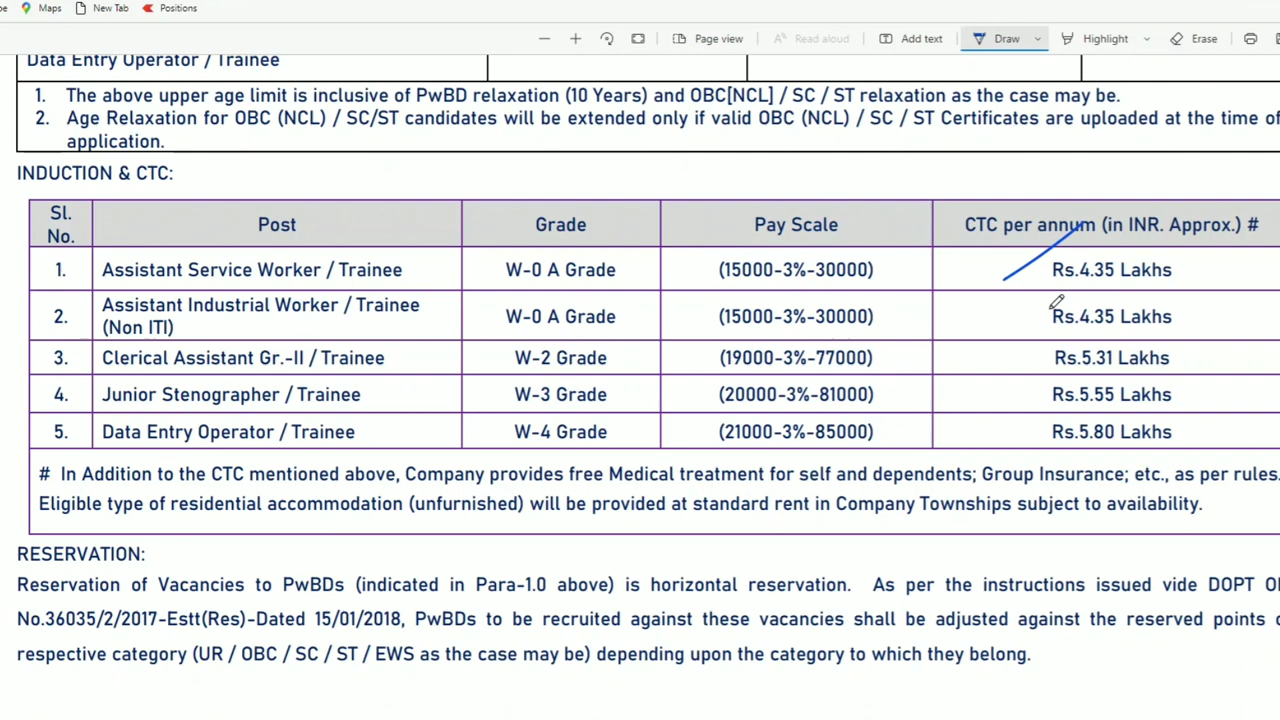 Maps New Tab Positions
Page view Read aloud Add text Draw Highlight Erase
Data Entry Operator / Trainee
1. The above upper age limit is inclusive of PwBD relaxation (10 Years) and OBC[NCL] / SC / ST relaxation as the case may be.
2. Age Relaxation for OBC (NCL) / SC/ST candidates will be extended only if valid OBC (NCL) / SC / ST Certificates are uploaded at the time of
application.
INDUCTION & CTC:
Sl. No. Post Grade Pay Scale CTC per annum (in INR. Approx.) #
1. Assistant Service Worker / Trainee W-0 A Grade (15000-3%-30000) Rs.4.35 Lakhs
2. Assistant Industrial Worker / Trainee (Non ITI) W-0 A Grade (15000-3%-30000) Rs.4.35 Lakhs
3. Clerical Assistant Gr.-II / Trainee W-2 Grade (19000-3%-77000) Rs.5.31 Lakhs
4. Junior Stenographer / Trainee W-3 Grade (20000-3%-81000) Rs.5.55 Lakhs
5. Data Entry Operator / Trainee W-4 Grade (21000-3%-85000) Rs.5.80 Lakhs
# In Addition to the CTC mentioned above, Company provides free Medical treatment for self and dependents; Group Insurance; etc., as per rules.
Eligible type of residential accommodation (unfurnished) will be provided at standard rent in Company Townships subject to availability.
RESERVATION:
Reservation of Vacancies to PwBDs (indicated in Para-1.0 above) is horizontal reservation. As per the instructions issued vide DOPT
No.36035/2/2017-Estt(Res)-Dated 15/01/2018, PwBDs to be recruited against these vacancies shall be adjusted against the reserved points
respective category (UR / OBC / SC / ST / EWS as the case may be) depending upon the category to which they belong.